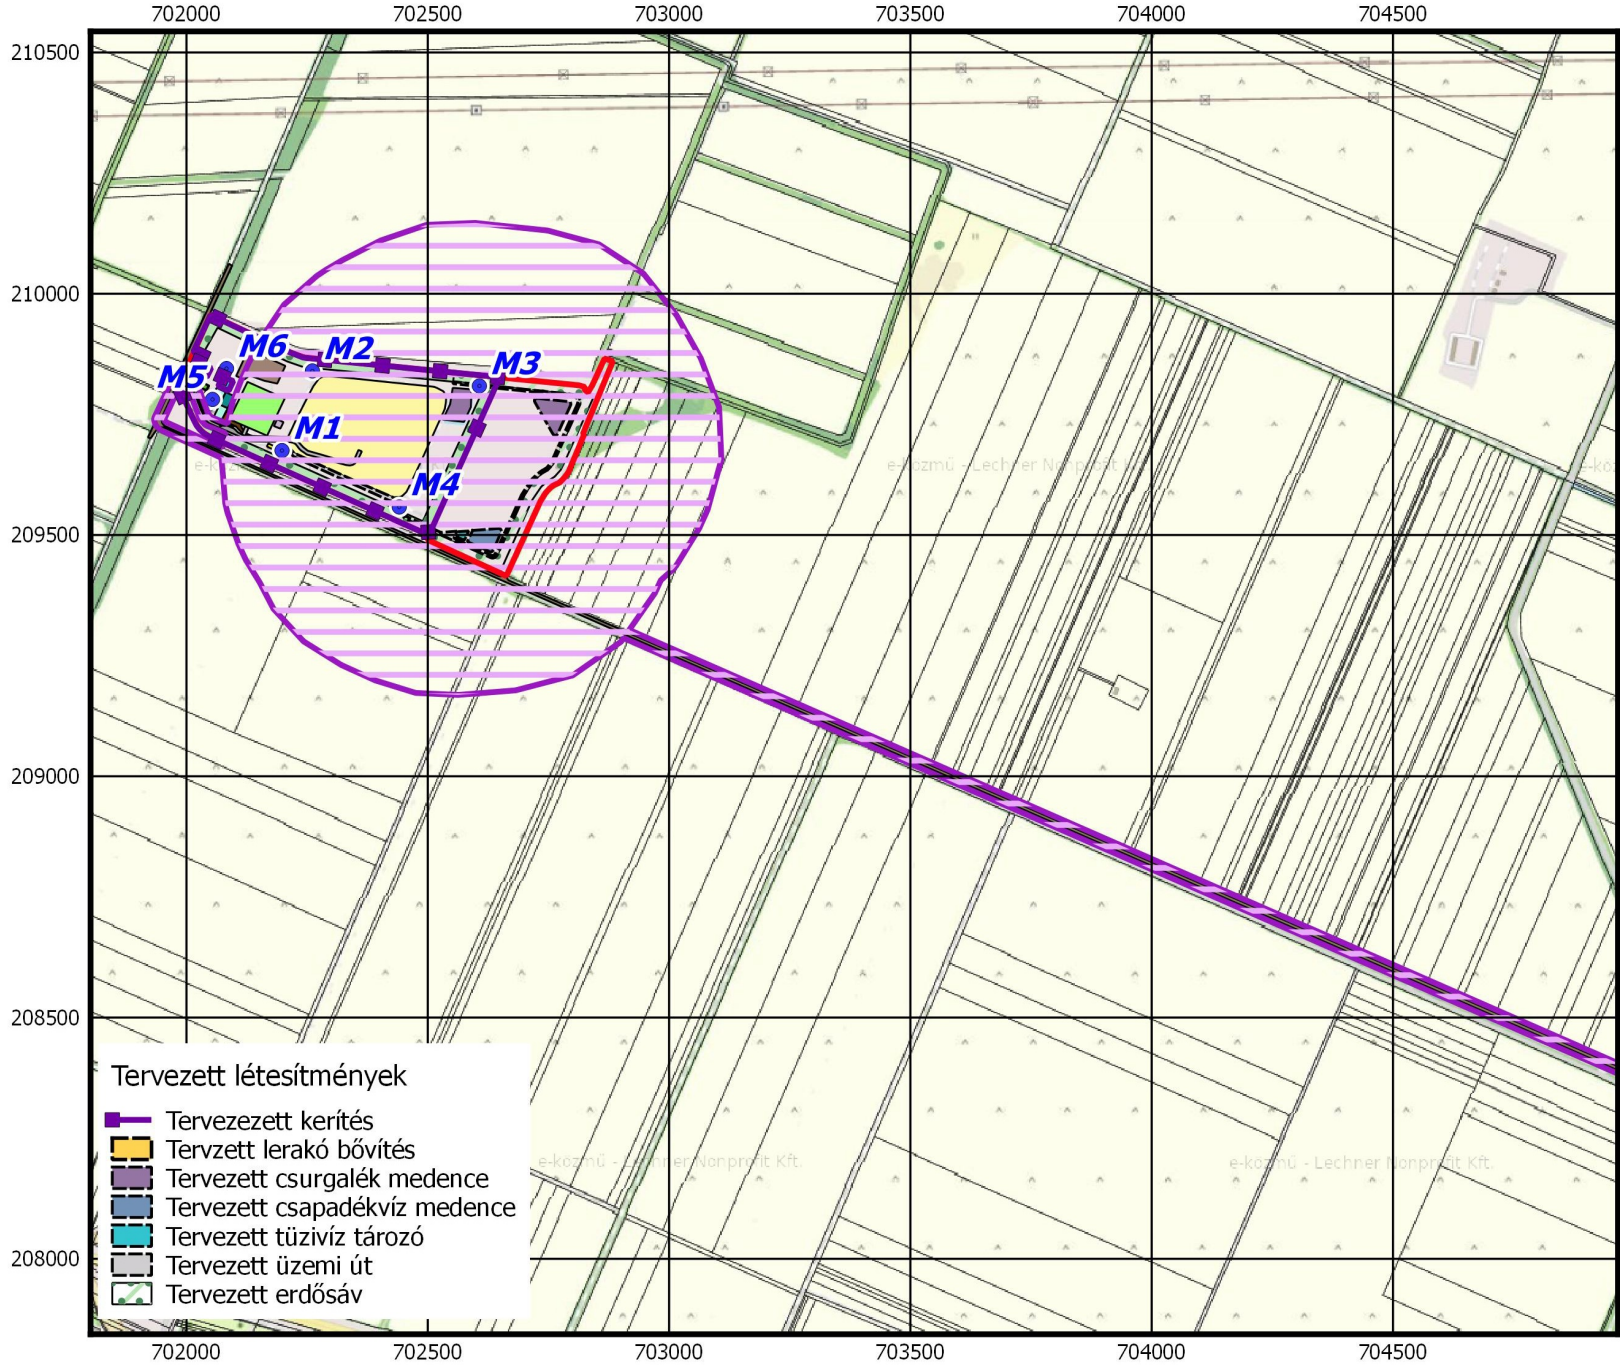 702000 702500 703000 703500 704000 704500
210500
210000
M6 M2 M3
M5
M1
e-közmű - Lechner Nonprofit
M4
209500
209000
208500
Tervezett létesítmények
Tervezezett kerítés
Tervzett lerakó bővítés
Tervezett csurgalék medence
e-közmű - Lechner Nonprofit Kft. e-közmű - Lechner Nonprofit Kft.
Tervezett csapadékvíz medence
Tervezett tüzivíz tározó
208000
Tervezett üzemi út
Tervezett erdősáv
702000 702500 703000 703500 704000 704500